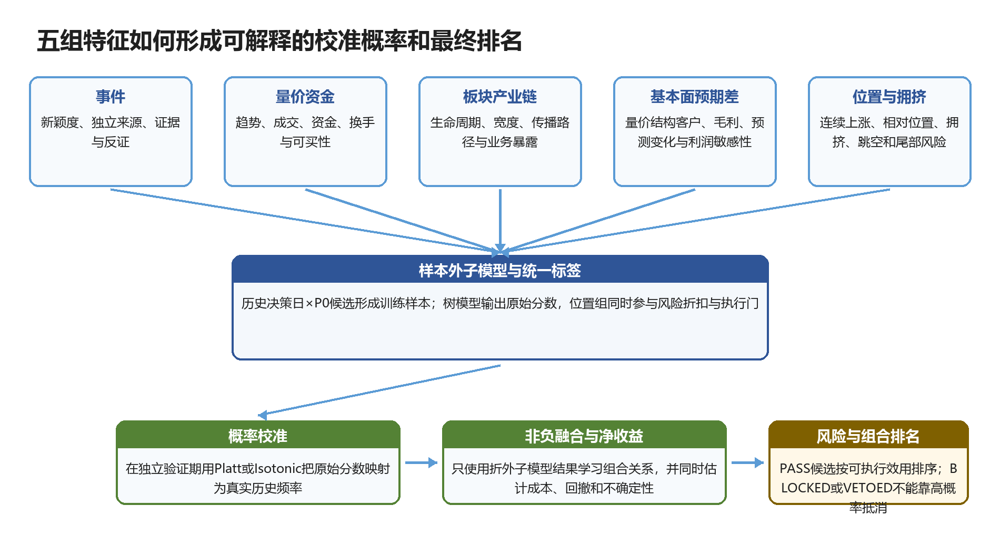 五组特征如何形成可解释的校准概率和最终排名
事件
新颖度、独立来源、证据
与反证
量价资金
趋势、成交、资金、换手
与可买性
板块产业链
生命周期、宽度、传播路
径与业务暴露
基本面预期差
量价结构客户、毛利、预
测变化与利润敏感性
位置与拥挤
连续上涨、相对位置、拥
挤、跳空和尾部风险
样本外子模型与统一标签
历史决策日×P0候选形成训练样本；树模型输出原始分数，位置组同时参与风险折扣与执行门
概率校准
在独立验证期用Platt或Isotonic把原始分数映射
为真实历史频率
非负融合与净收益
只使用折外子模型结果学习组合关系，并同时估
计成本、回撤和不确定性
风险与组合排名
PASS候选按可执行效用排序；B
LOCKED或VETOED不能靠高概
率抵消